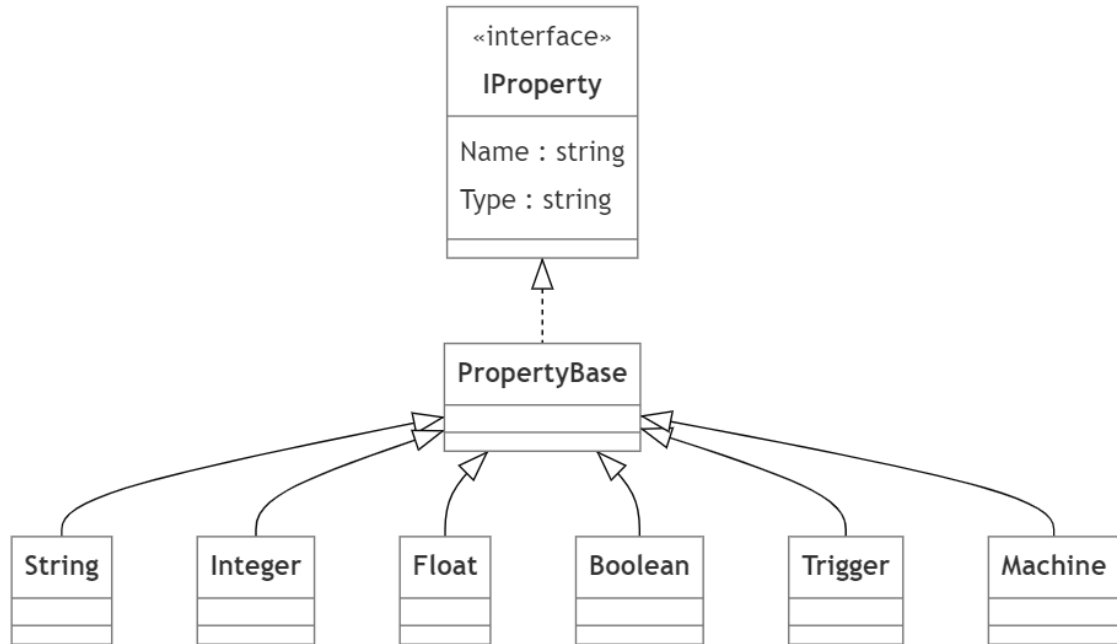 «interface»
IProperty
Name : string
Type : string
PropertyBase
String
Integer
Float
Boolean
Trigger
Machine